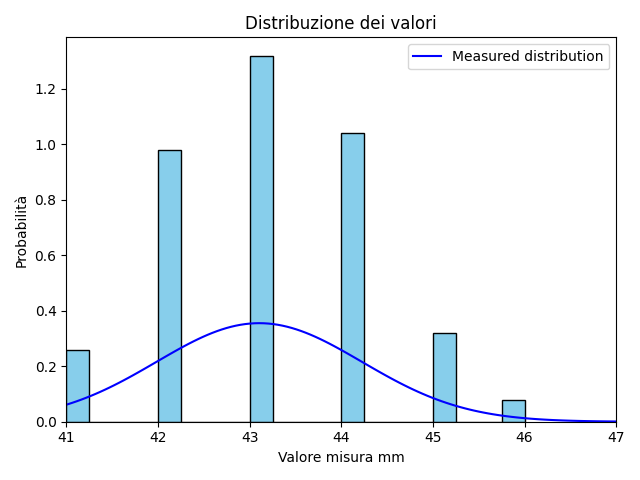 Distribuzione dei valori
Measured distribution
Probabilità
1.2
1.0
0.8
0.6
0.4
0.2
0.0
41 42 43 44 45 46 47
Valore misura mm